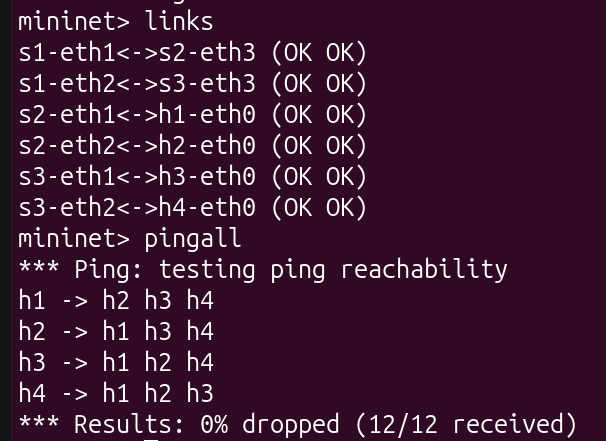 mininet> links
s1-eth1<->s2-eth3 (OK OK)
s1-eth2<->s3-eth3 (OK OK)
s2-eth1<->h1-eth0 (OK OK)
s2-eth2<->h2-eth0 (OK OK)
s3-eth1<->h3-eth0 (OK OK)
s3-eth2<->h4-eth0 (OK OK)
mininet> pingall
*** Ping: testing ping reachability
h1 -> h2 h3 h4
h2 -> h1 h3 h4
h3 -> h1 h2 h4
h4 -> h1 h2 h3
*** Results: 0% dropped (12/12 received)